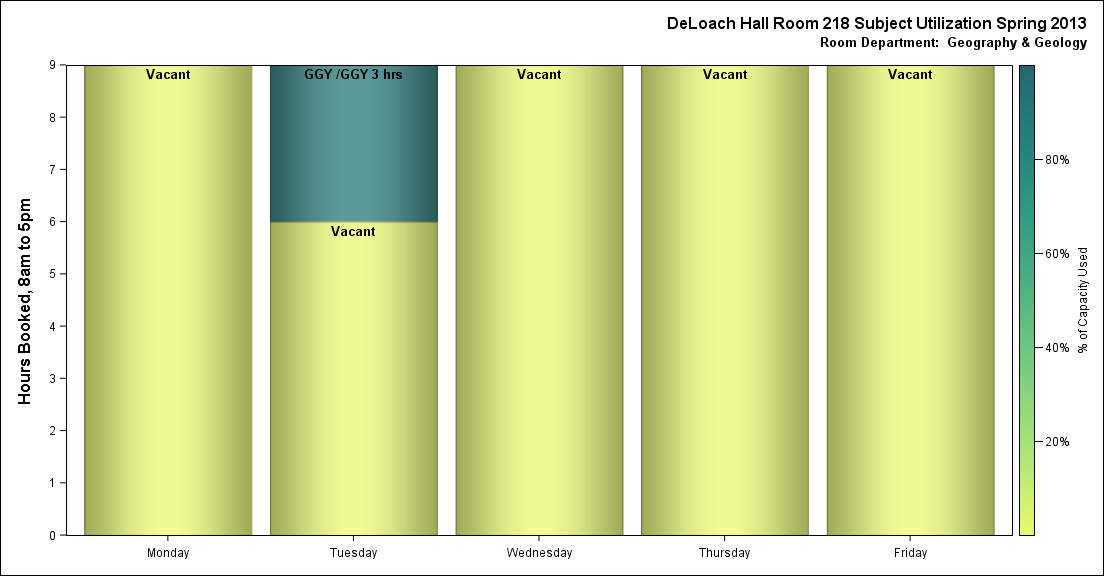 DeLoach Hall Room 218 Subject Utilization Spring 2013
Room Department:  Geography & Geology
Hours Booked, 8am to 5pm
9
8
7
6
5
4
3
2
1
0
Vacant
GGY /GGY 3 hrs
Vacant
Vacant
Vacant
Vacant
Monday
Tuesday
Wednesday
Thursday
Friday
80%
60%
40%
20%
% of Capacity Used